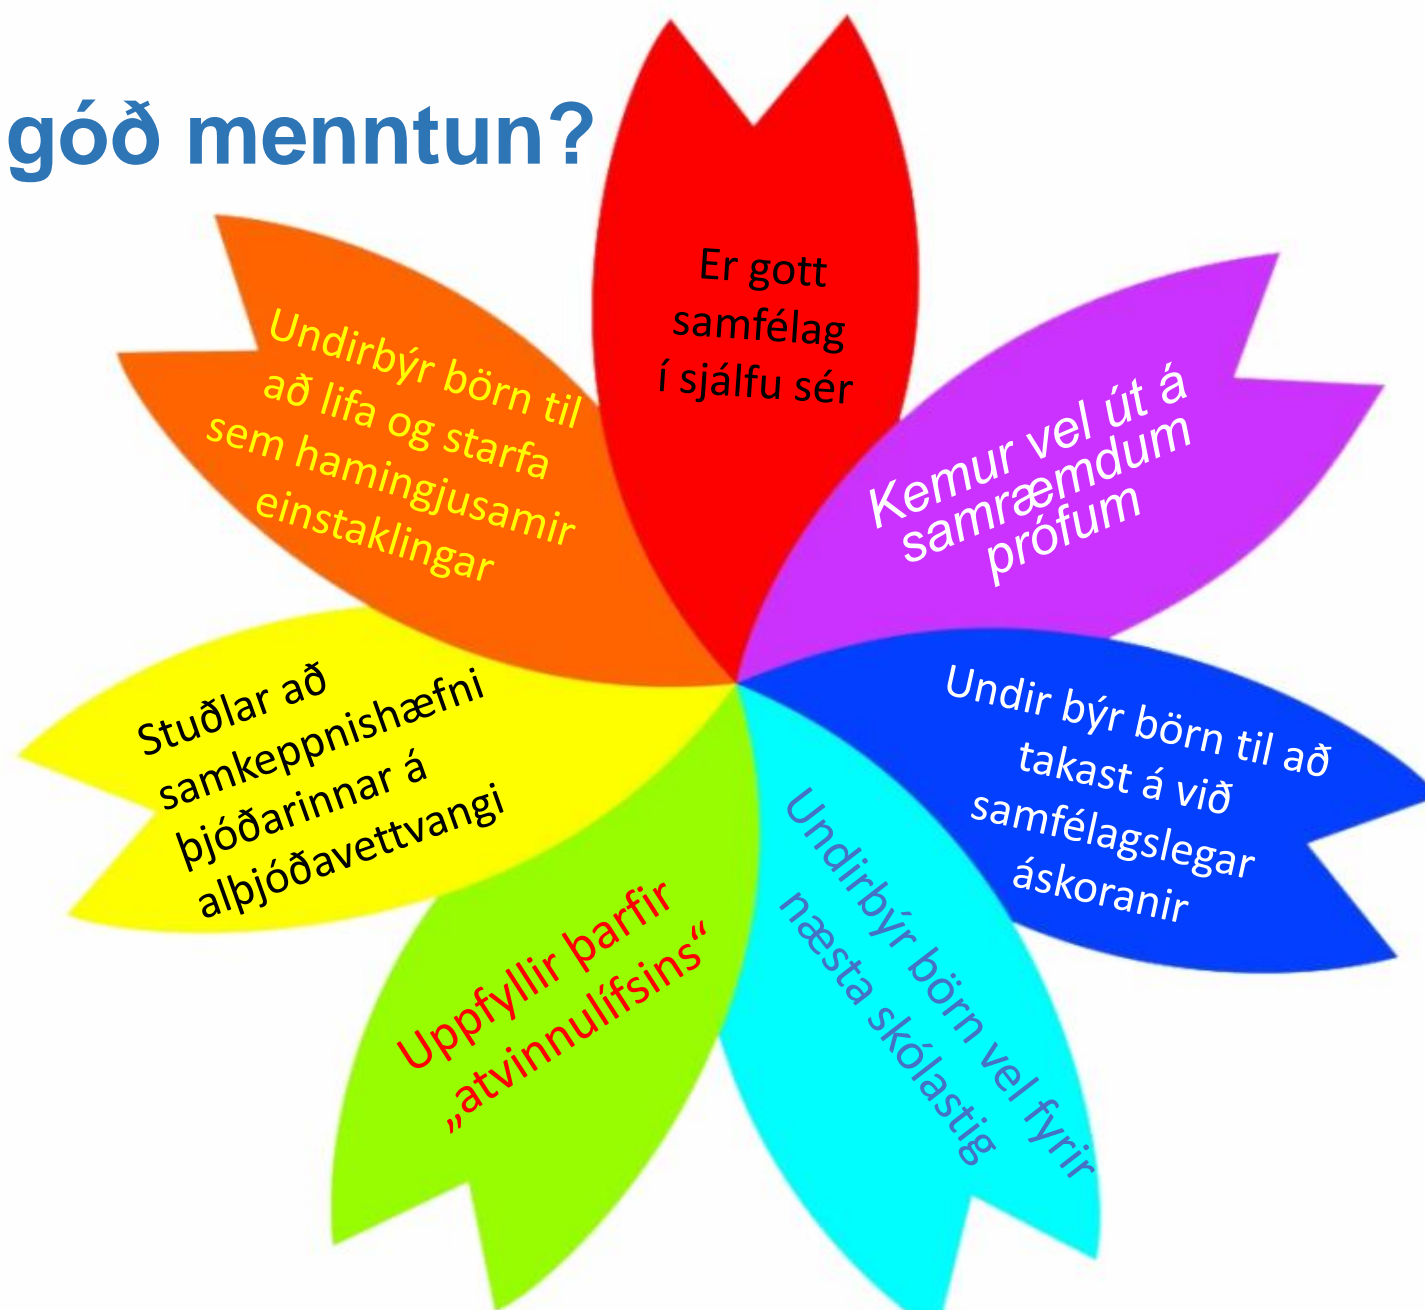 góð menntun?
Er gott
samfélag
í sjálfu sér
Kemur vel út á
samræmdum
prófum
Undir býr börn til að
takast á við
samfélagslegar
áskoranir
Undirbýr börn vel fyrir
næsta skólastig
Uppfyllir þarfir
„atvinnulífsins“
Stuðlar að
samkeppnishæfni
þjóðarinnar á
alþjóðavettvangi
Undirbýr börn til
að lifa og starfa
sem hamingjusamir
einstaklingar